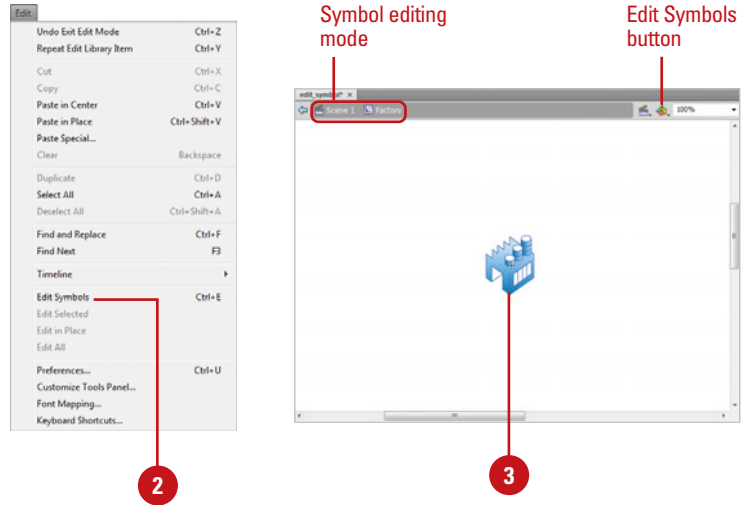 Edit
Undo Exit Edit Mode Ctrl+Z
Repeat Edit Library Item Ctrl+Y
Cut Ctrl+X
Copy Ctrl+C
Paste in Center Ctrl+V
Paste in Place Ctrl+Shift+V
Paste Special...
Clear Backspace
Duplicate Ctrl+D
Select All Ctrl+A
Deselect All Ctrl+Shift+A
Find and Replace Ctrl+F
Find Next F3
Timeline
Edit Symbols Ctrl+E
Edit Selected
Edit in Place
Edit All
Preferences... Ctrl+U
Customize Tools Panel...
Font Mapping...
Keyboard Shortcuts...
2
Symbol editing
mode
Edit Symbols
button
edit_symbol*
Scene 1 Factory 100%
3